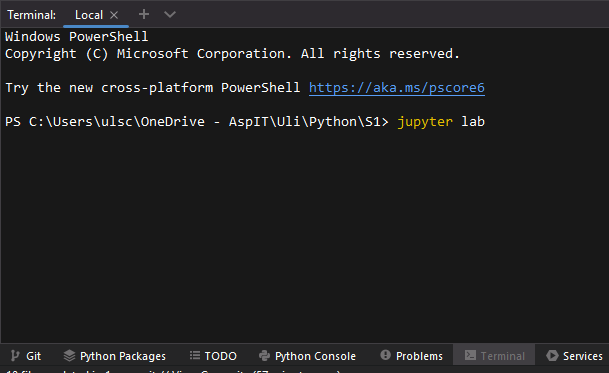 Terminal: Local
Windows PowerShell
Copyright (C) Microsoft Corporation. All rights reserved.
Try the new cross-platform PowerShell https://aka.ms/pscore6
PS C:\Users\ulsc\OneDrive - AspIT\Uli\Python\S1> jupyter lab
Git Python Packages TODO Python Console Problems Terminal Services